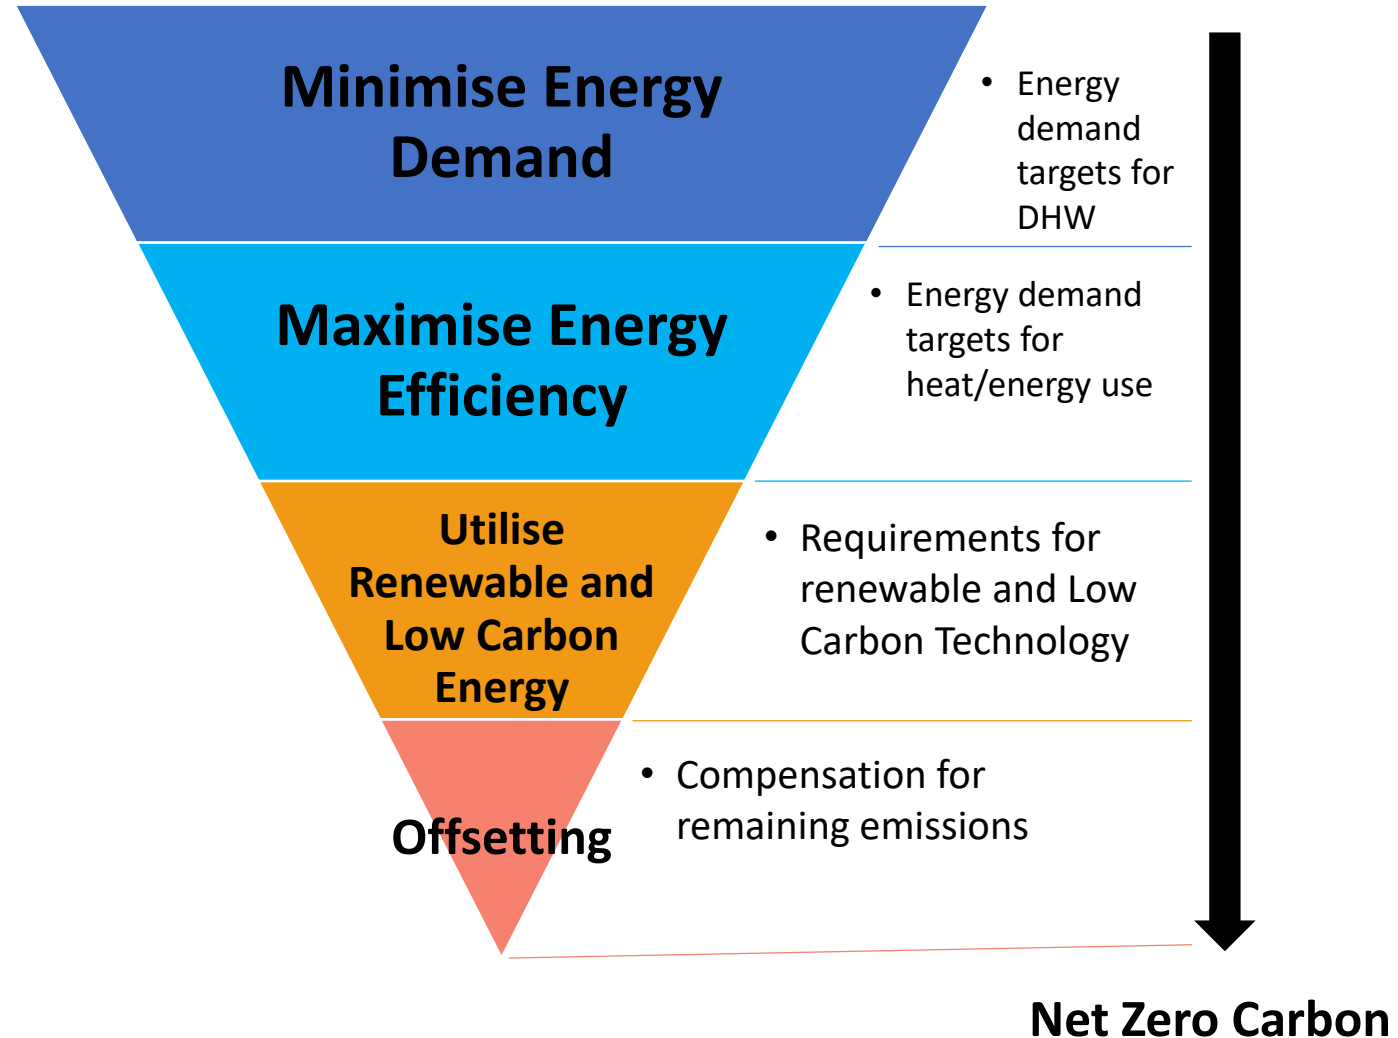 Minimise Energy
Demand
• Energy
demand
targets for
DHW
Maximise Energy
Efficiency
• Energy demand
targets for
heat/energy use
Utilise
Renewable and
Low Carbon
Energy
• Requirements for
renewable and Low
Carbon Technology
Offsetting
• Compensation for
remaining emissions
Net Zero Carbon